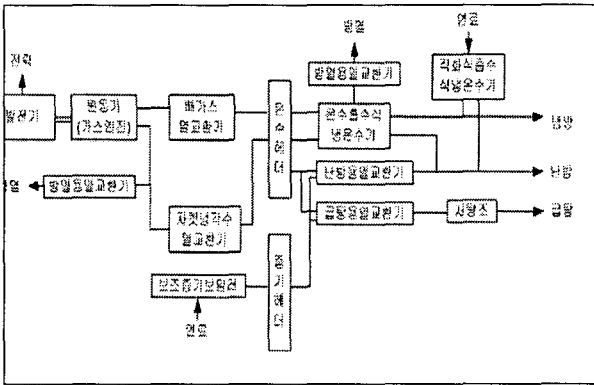 방열
연료
전력
방열용열교환기
직화식흡수
식냉온수기
발전기
원동기
(가스엔진)
배가스
열교환기
온수헤더
온수흡수식
냉온수기
냉방
난방용열교환기
난방
방열
방열용열교환기
급탕용열교환기
저탕조
급탕
자켓냉각수
열교환기
보조증기보일러
증기헤더
연료